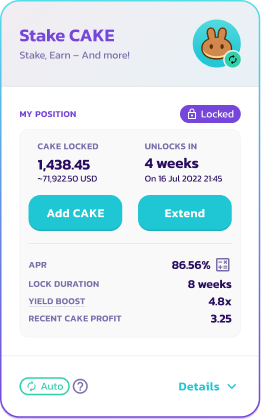 Stake CAKE
Stake, Earn – And more!
MY POSITION
Locked
CAKE LOCKED
UNLOCKS IN
1,438.45
4 weeks
~71,922.50 USD
On 16 Jul 2022 21:45
Add CAKE
Extend
APR
86.56%
LOCK DURATION
8 weeks
YIELD BOOST
4.8x
RECENT CAKE PROFIT
3.25
Auto
?
Details